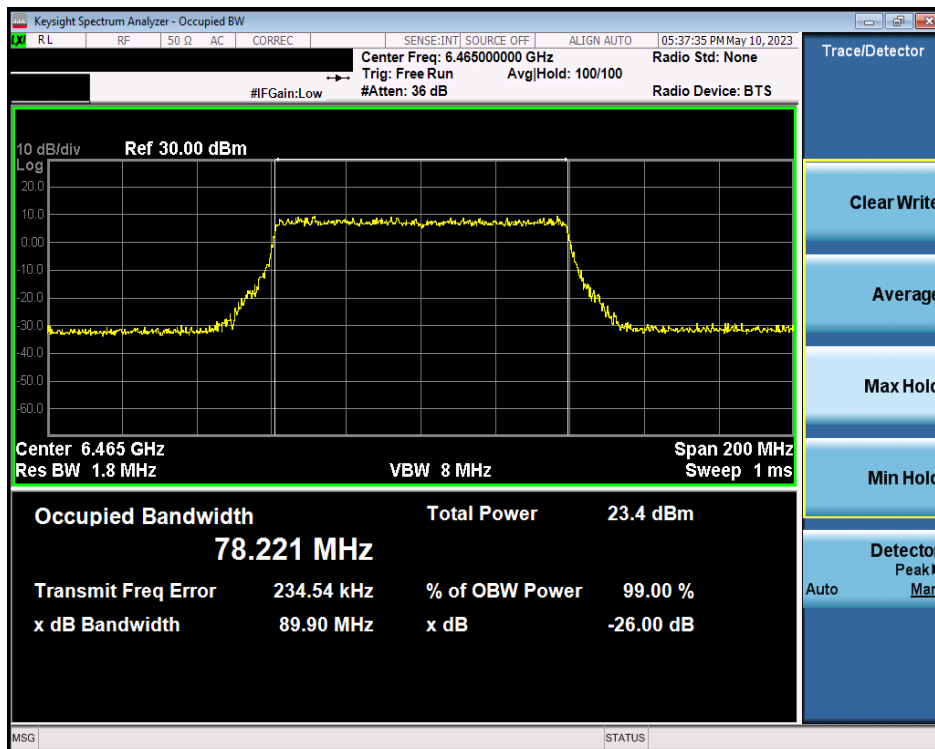 Keysight Spectrum Analyzer - Occupied BW
LXI RL RF 50 Ω AC CORREC SENSE:INT SOURCE OFF ALIGN AUTO 05:37:35 PM May 10, 2023
Center Freq: 6.465000000 GHz Radio Std: None
Trig: Free Run Avg|Hold: 100/100
#IFGain:Low #Atten: 36 dB Radio Device: BTS
Trace/Detector
10 dB/div Ref 30.00 dBm
Log
20.0
10.0
0.00
-10.0
-20.0
-30.0
-40.0
-50.0
-60.0
Center 6.465 GHz Span 200 MHz
Res BW 1.8 MHz VBW 8 MHz Sweep 1 ms
Occupied Bandwidth Total Power 23.4 dBm
78.221 MHz
Transmit Freq Error 234.54 kHz % of OBW Power 99.00 %
x dB Bandwidth 89.90 MHz x dB -26.00 dB
Clear Write
Average
Max Hold
Min Hold
Detector
Peak
Auto Man
MSG STATUS